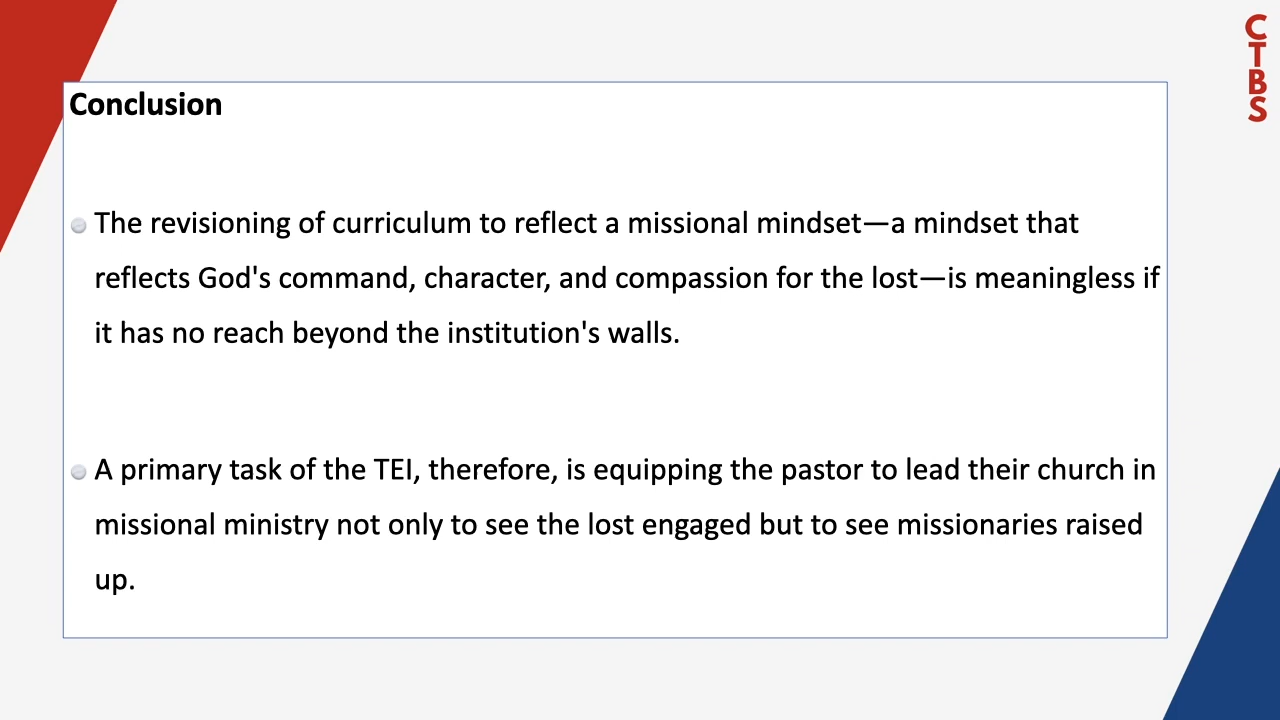 C
T
B
S
Conclusion
The revisioning of curriculum to reflect a missional mindset—a mindset that
reflects God's command, character, and compassion for the lost—is meaningless if
it has no reach beyond the institution's walls.
A primary task of the TEI, therefore, is equipping the pastor to lead their church in
missional ministry not only to see the lost engaged but to see missionaries raised
up.